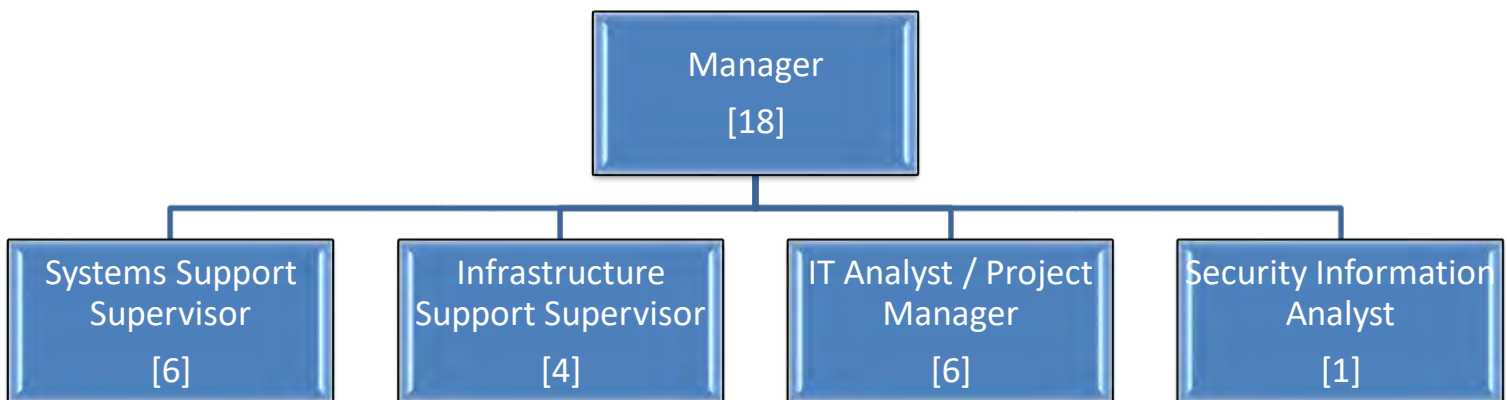 Manager
[18]
Systems Support
Supervisor
[6]
Infrastructure
Support Supervisor
[4]
IT Analyst / Project
Manager
[6]
Security Information
Analyst
[1]